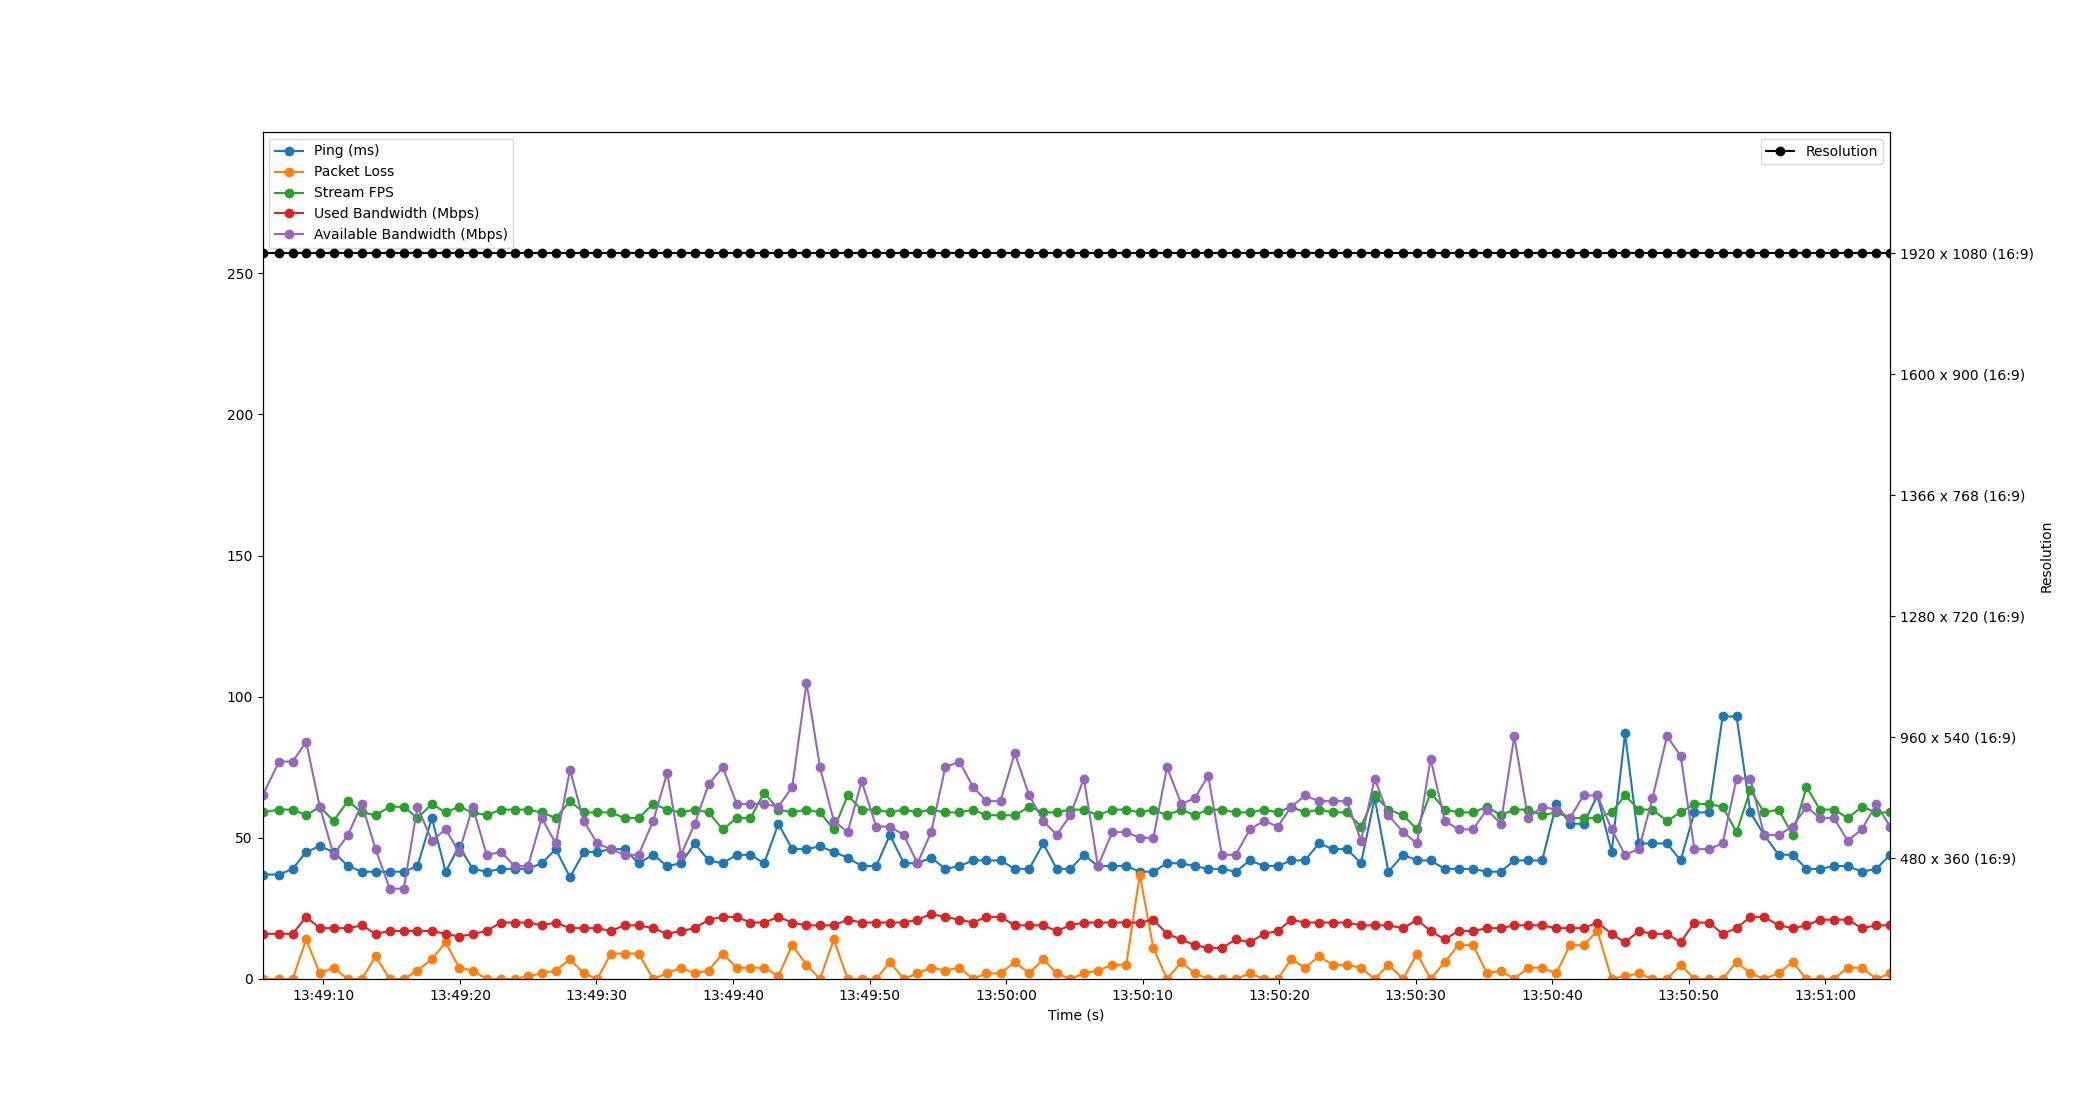 Ping (ms)
Packet Loss
Stream FPS
Used Bandwidth (Mbps)
Available Bandwidth (Mbps)
Resolution
250
200
150
100
50
0
1920 x 1080 (16:9)
1600 x 900 (16:9)
1366 x 768 (16:9)
1280 x 720 (16:9)
960 x 540 (16:9)
480 x 360 (16:9)
Resolution
13:49:10 13:49:20 13:49:30 13:49:40 13:49:50 13:50:00 13:50:10 13:50:20 13:50:30 13:50:40 13:50:50 13:51:00
Time (s)